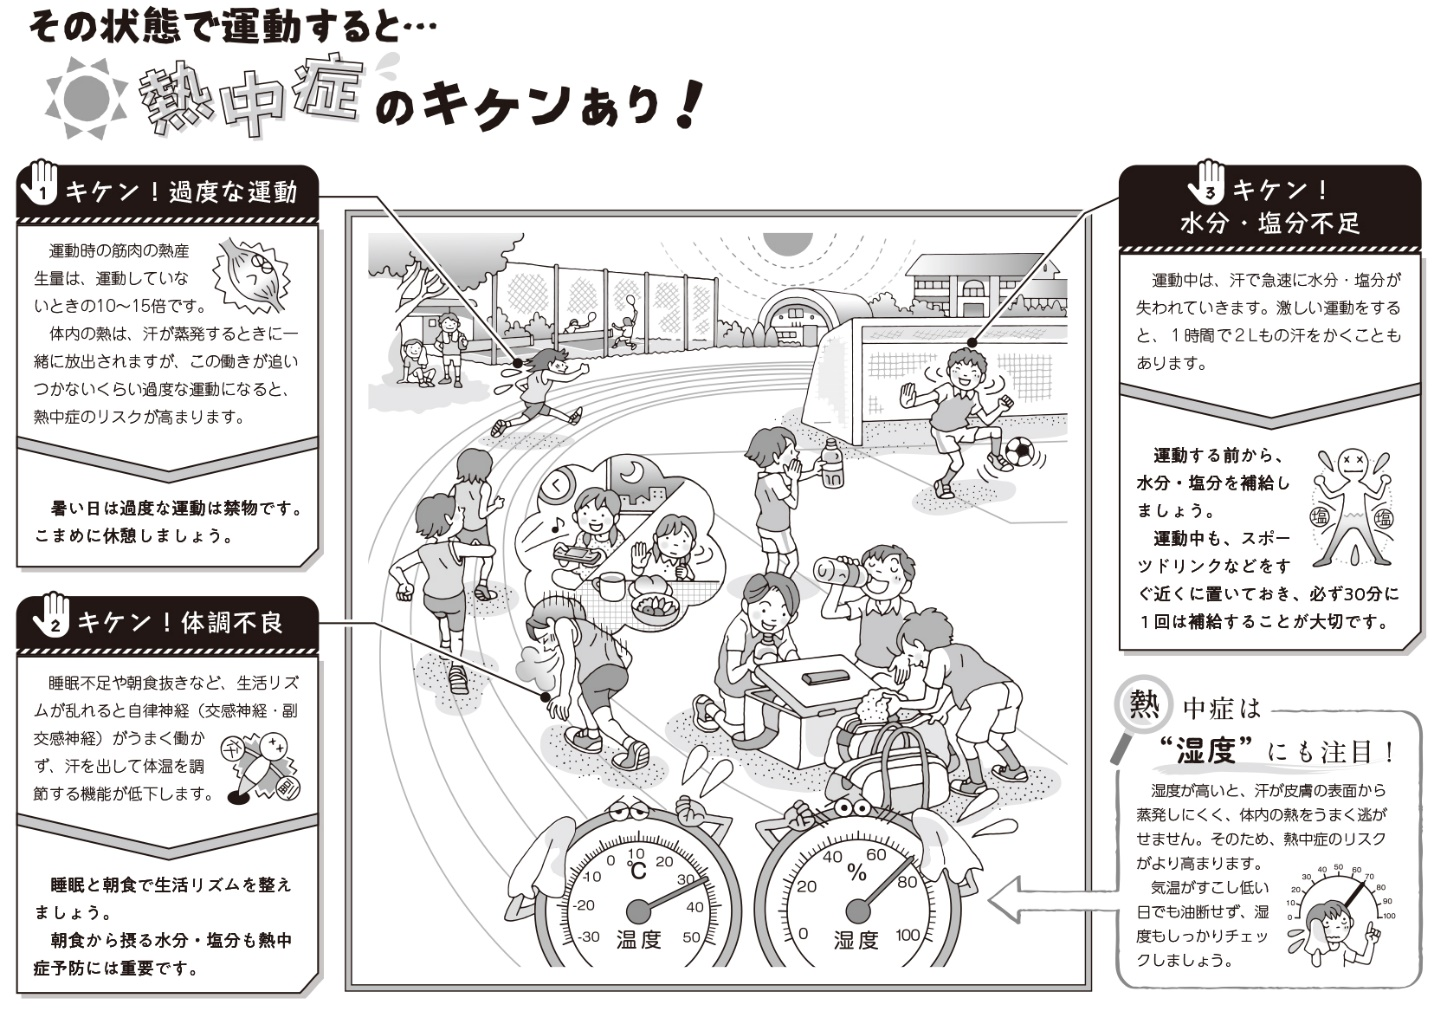 その状態で運動すると…
熱中症のキケンあり！
1 キケン！過度な運動
運動時の筋肉の熱産
生量は、運動していな
いときの10～15倍です。
体内の熱は、汗が蒸発するときに一
緒に放出されますが、この働きが追い
つかないくらい過度な運動になると、
熱中症のリスクが高まります。
暑い日は過度な運動は禁物です。
こまめに休憩しましょう。
2 キケン！体調不良
睡眠不足や朝食抜きなど、生活リズ
ムが乱れると自律神経（交感神経・副
交感神経）がうまく働か
ず、汗を出して体温を調
節する機能が低下します。
睡眠と朝食で生活リズムを整え
ましょう。
朝食から摂る水分・塩分も熱中
症予防には重要です。
3 キケン！
水分・塩分不足
運動中は、汗で急速に水分・塩分が
失われていきます。激しい運動をする
と、１時間で２Lもの汗をかくことも
あります。
運動する前から、
水分・塩分を補給し
ましょう。
運動中も、スポー
ツドリンクなどをす
ぐ近くに置いておき、必ず30分に
１回は補給することが大切です。
塩 塩
熱中症は
“湿度”にも注目！
湿度が高いと、汗が皮膚の表面から
蒸発しにくく、体内の熱をうまく逃が
せません。そのため、熱中症のリスク
がより高まります。
気温がすこし低い
日でも油断せず、湿
度もしっかりチェッ
クしましょう。
0 10 20 30 40 50 60 70 80 90 100
-30 -20 -10 0 10 20 30 40 50
℃
温度
0 20 40 60 80 100
%
湿度